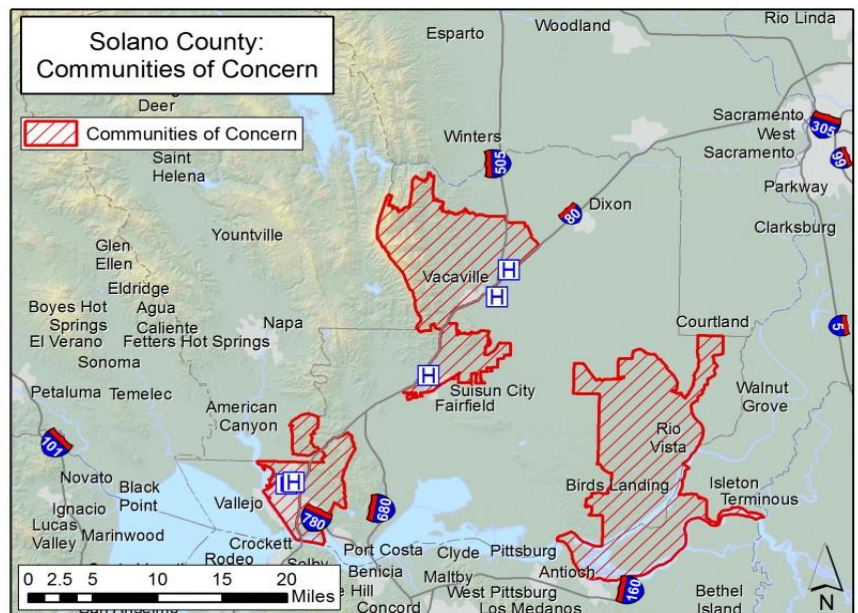 Solano County:
Communities of Concern
Communities of Concern
Rio Linda
Woodland
Esparto
Deer
Sacramento
West
Sacramento
305
99
Winters
505
Saint
Helena
Parkway
Dixon
80
Clarksburg
Yountville
Glen
Ellen
H
Vacaville
H
Eldridge
Boyes Hot
Springs
Agua
Caliente
El Verano
Fetters Hot Springs
Napa
Courtland
5
Sonoma
H
Petaluma
Temelec
Suisun City
Fairfield
Walnut
Grove
American
Canyon
Rio
Vista
101
Novato
Black
Point
H
Vallejo
Birds Landing
Isleton
Terminous
Ignacio
Lucas
Valley
Marinwood
780
680
Crockett
Rodeo
Selby
Port Costa
Clyde
Pittsburg
Benicia
Maltby
Antioch
West Pittsburg
160
Bethel
Island
Concord
Los Medanos
0 2.5 5 10 15 20
Miles
N